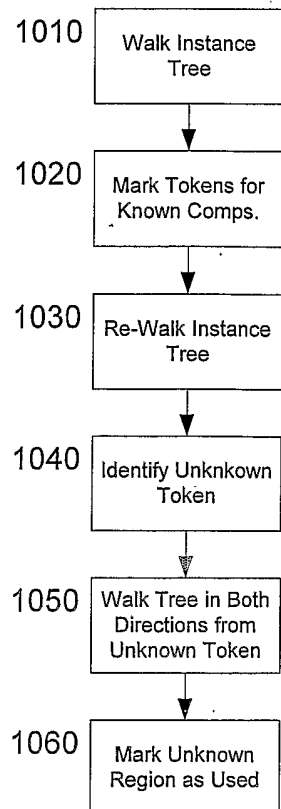 1010
Walk Instance
Tree
1020
Mark Tokens for
Known Comps.
1030
Re-Walk Instance
Tree
1040
Identify Unknkown
Token
1050
Walk Tree in Both
Directions from
Unknown Token
1060
Mark Unknown
Region as Used